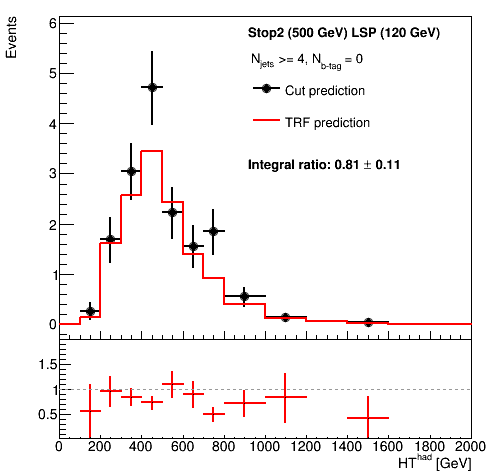 Events
Stop2 (500 GeV) LSP (120 GeV)
N_jets >= 4, N_b-tag = 0
Cut prediction
TRF prediction
Integral ratio: 0.81 ± 0.11
6
5
4
3
2
1
0
1.5
1
0.5
0 200 400 600 800 1000 1200 1400 1600 1800 2000
HT^had [GeV]